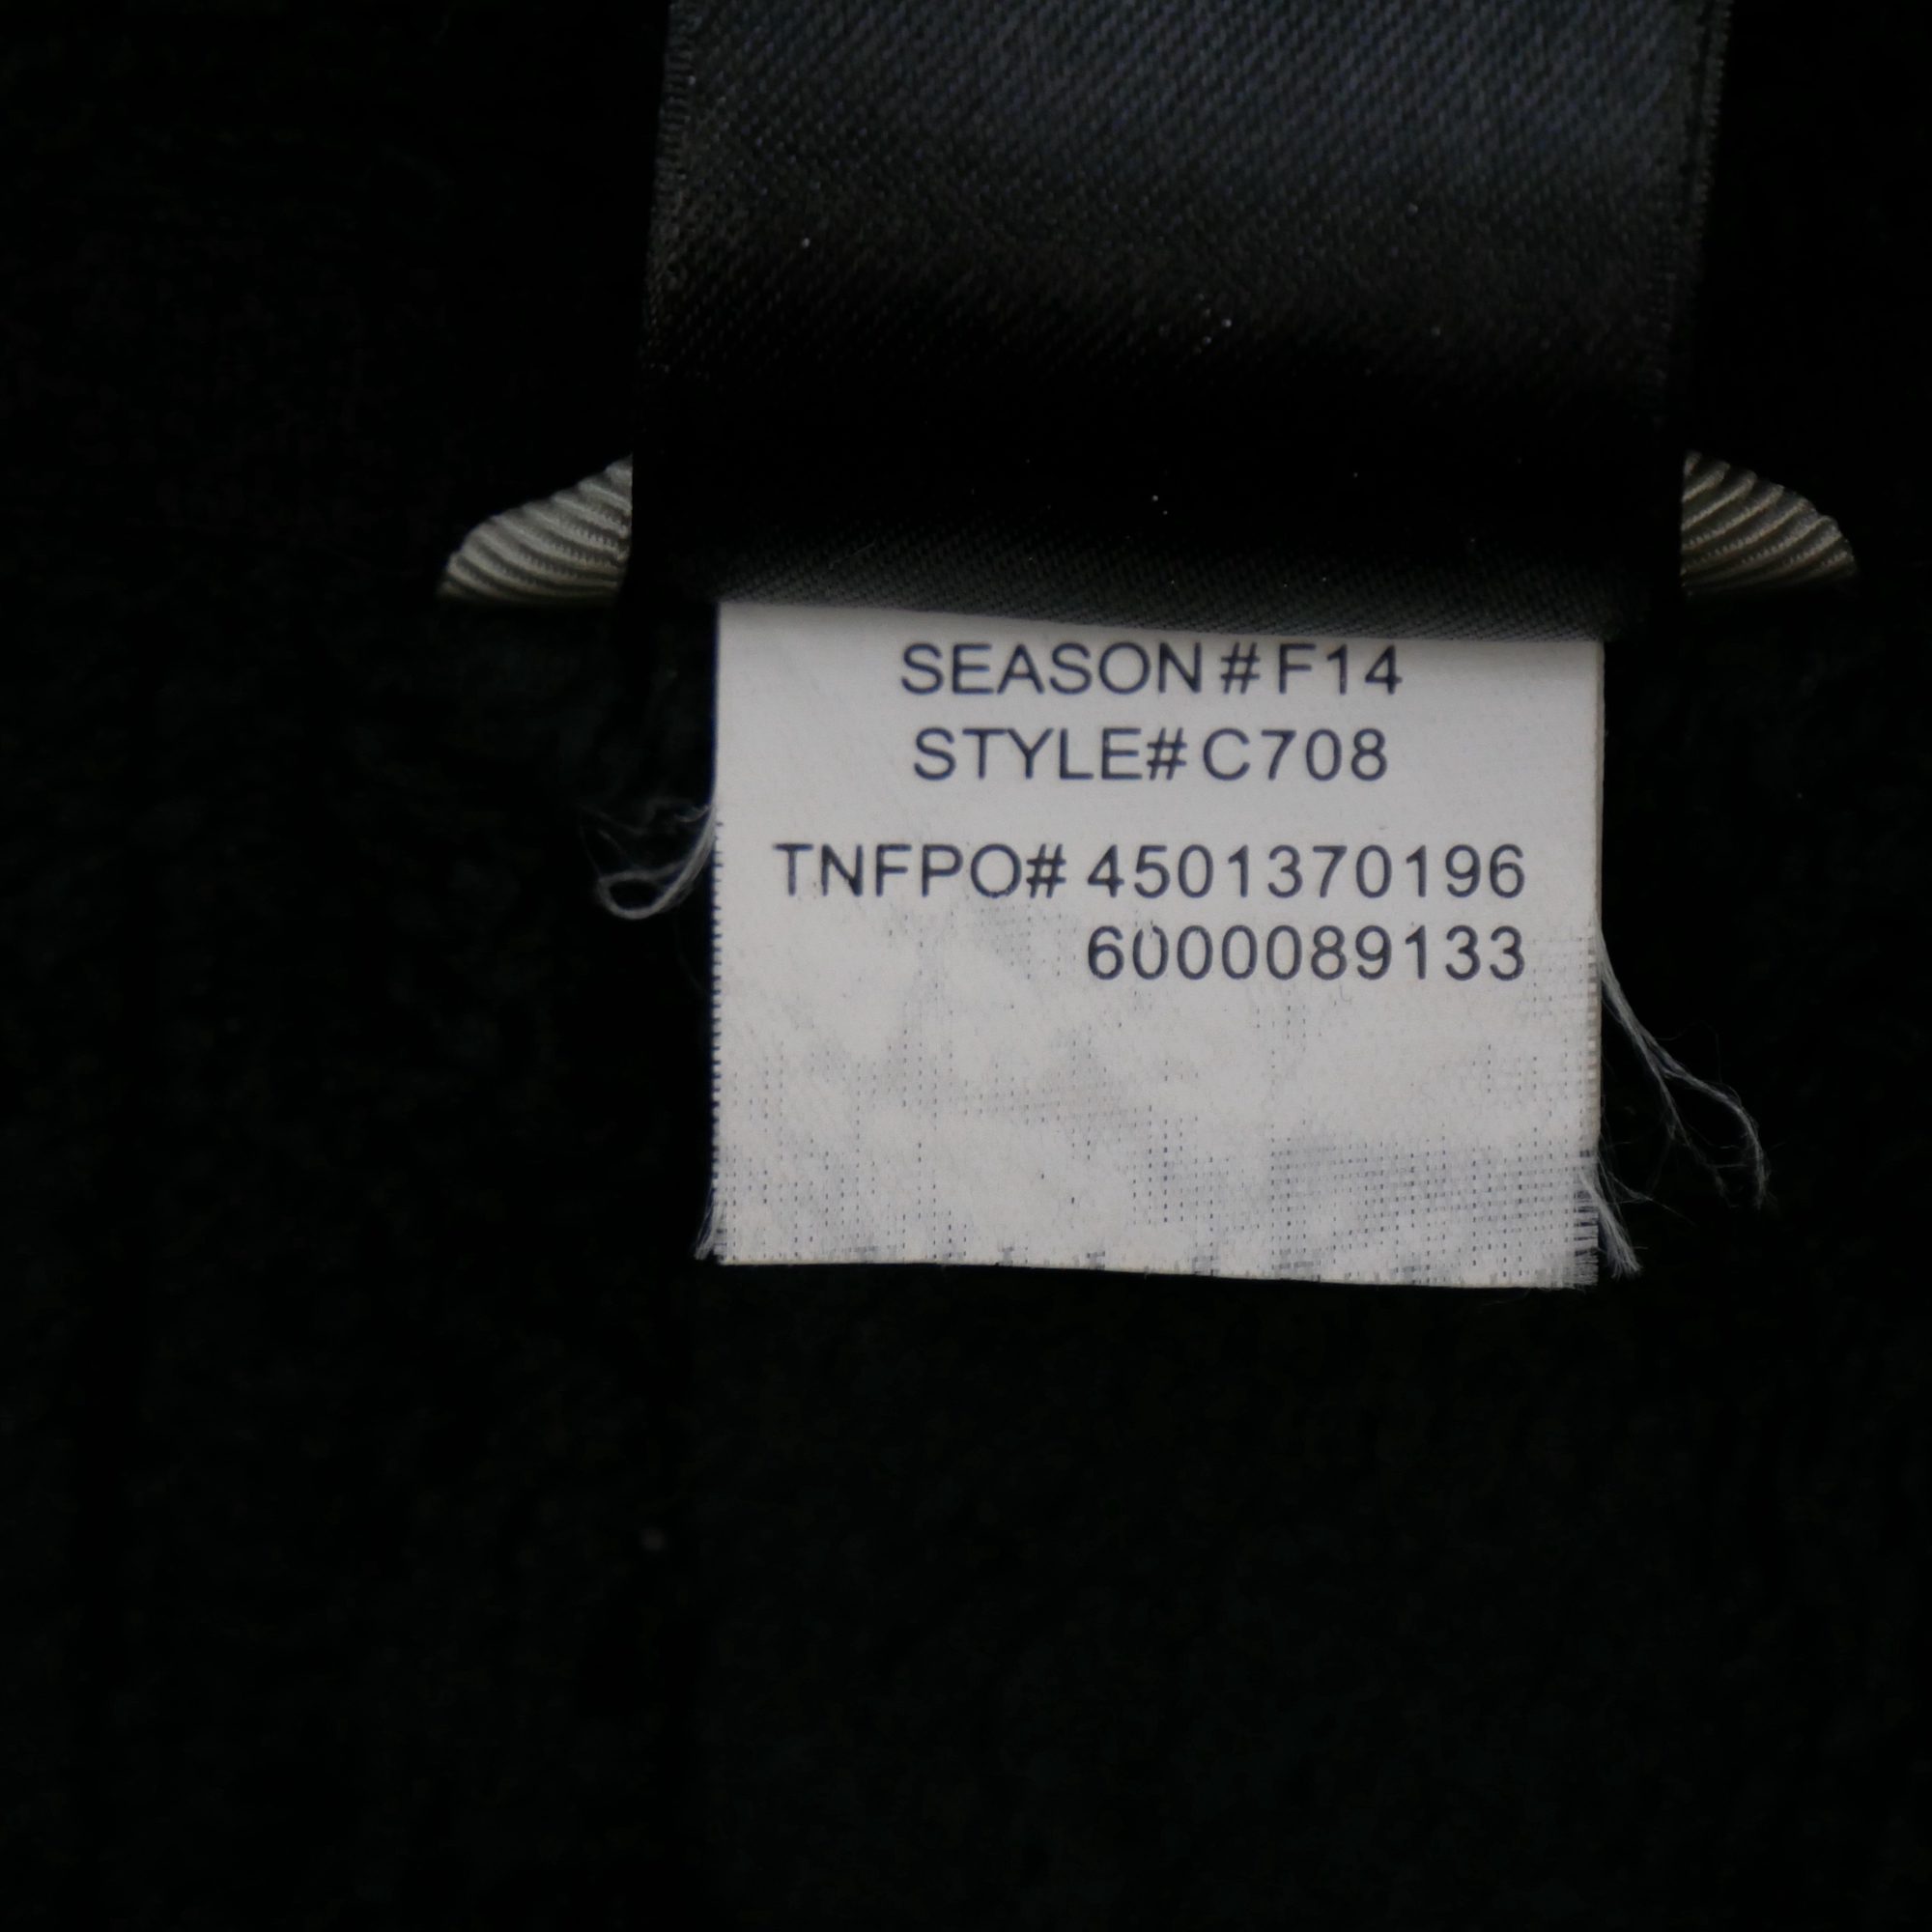 SEASON # F14
STYLE# C708
TNFPO# 4501370196
6000089133